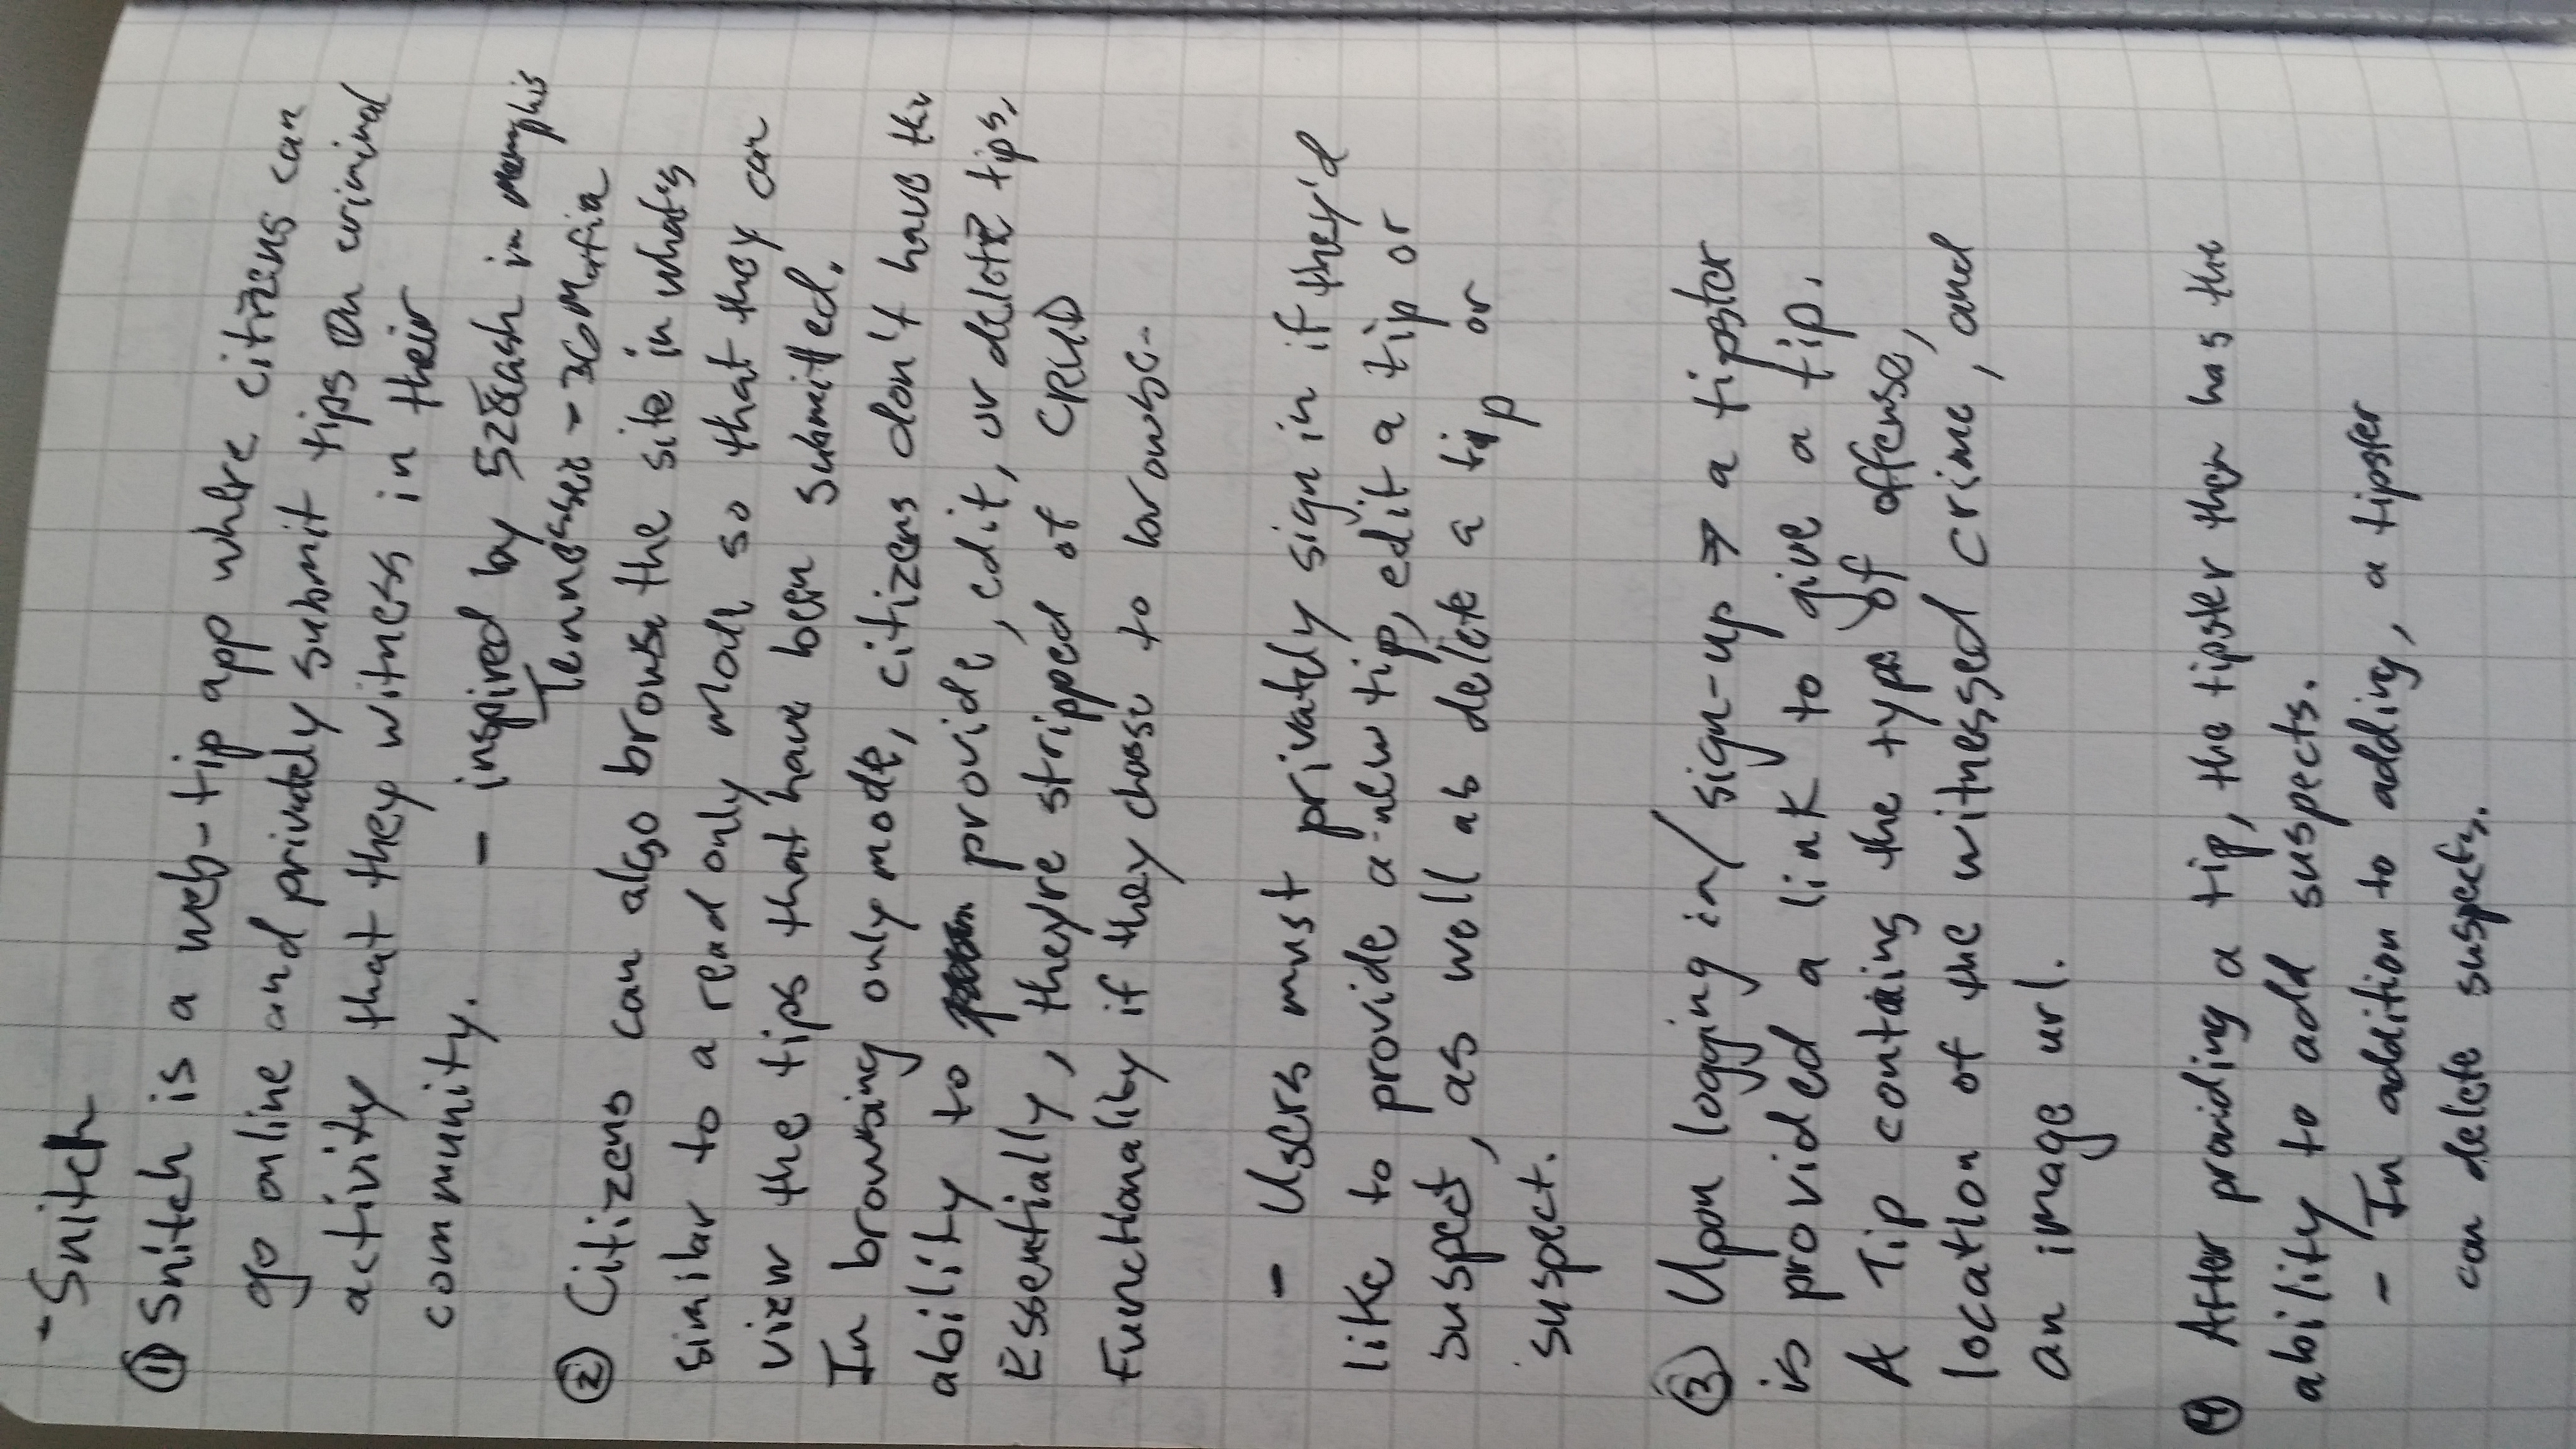 - Snitch
① Snitch is a web-tip app where citizens can
go online and privately submit tips on criminal
activity that they witness in their
community.
- inspired by 528cash in Memphis
Tennessee - 36 Mafia
② Citizens can also browse the site in what's
similar to a read only mode so that they can
view the tips that have been submitted.
In browsing only mode, citizens don't have the
ability to provide, edit, or delete tips.
Essentially, they're stripped of CRUD
Functionality if they choose to browse-
- Users must privately sign in if they'd
like to provide a new tip, edit a tip or
suspect, as well as delete a tip or
suspect.
③ Upon logging in/sign-up → a tipster
is provided a link to give a tip.
A Tip contains the type of offense,
location of the witnessed crime, and
an image url.
④ After providing a tip, the tipster then has the
ability to add suspects.
- In addition to adding, a tipster
can delete suspects.